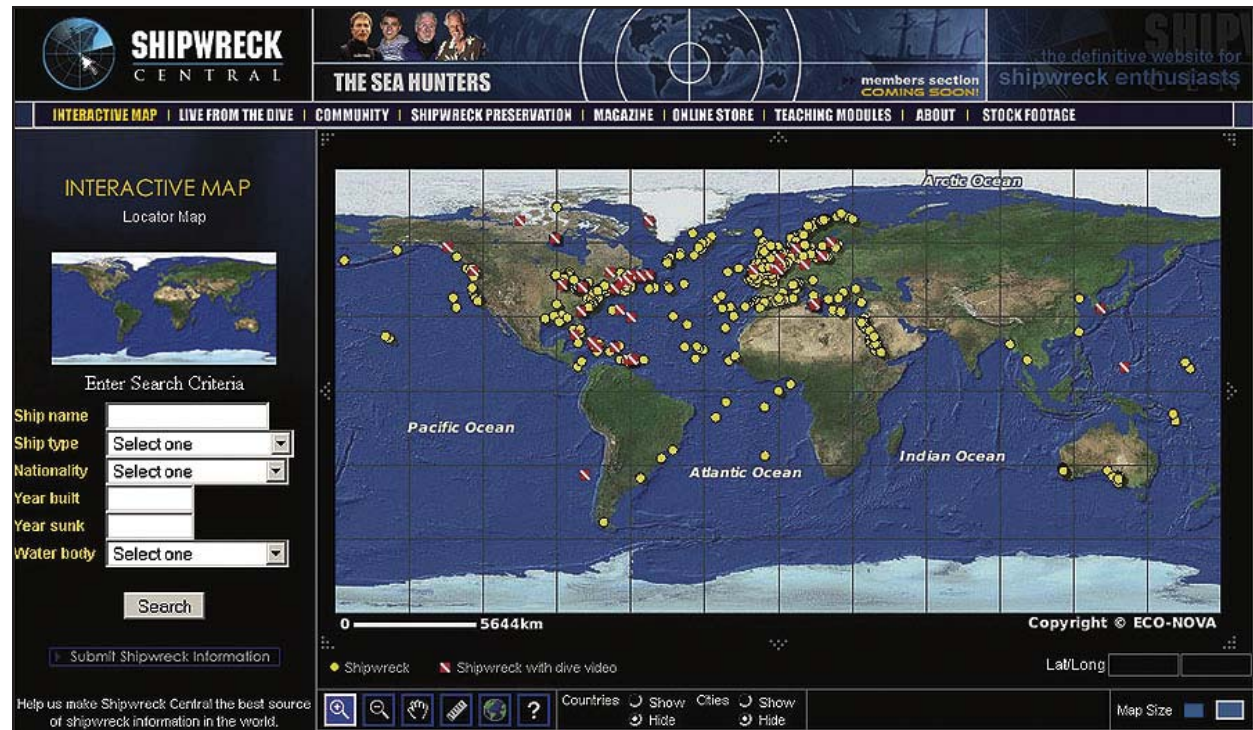 SHIPWRECK
CENTRAL
THE SEA HUNTERS
members section
COMING SOON!
the definitive website for
shipwreck enthusiasts
INTERACTIVE MAP | LIVE FROM THE DIVE | COMMUNITY | SHIPWRECK PRESERVATION | MAGAZINE | ONLINE STORE | TEACHING MODULES | ABOUT | STOCK FOOTAGE
INTERACTIVE MAP
Locator Map
Enter Search Criteria
Ship name
Ship type Select one
Nationality Select one
Year built
Year sunk
Water body Select one
Search
Submit Shipwreck Information
Help us make Shipwreck Central the best source
of shipwreck information in the world.
Arctic Ocean
Pacific Ocean
Atlantic Ocean
Indian Ocean
0 5644km
Copyright © ECO-NOVA
Shipwreck Shipwreck with dive video
Lat/Long
? Countries Show Cities Show
Hide Hide
Map Size